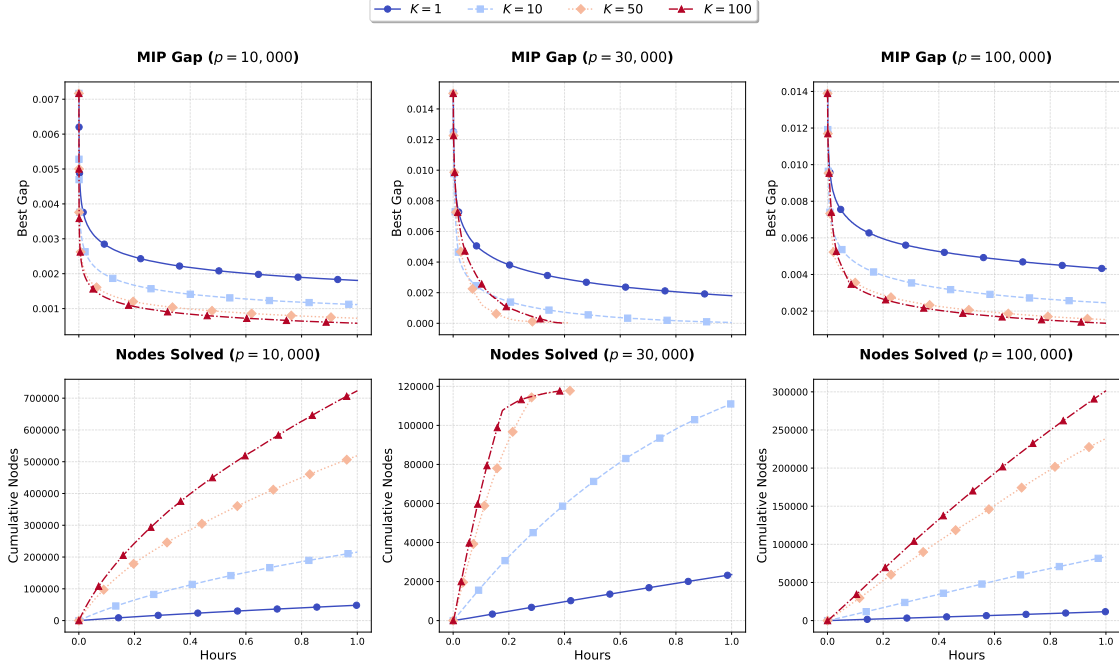 K = 1 K = 10 K = 50 K = 100
MIP Gap (p = 10, 000)
MIP Gap (p = 30, 000)
MIP Gap (p = 100, 000)
Best Gap
0.007
0.006
0.005
0.004
0.003
0.002
0.001
Best Gap
0.014
0.012
0.010
0.008
0.006
0.004
0.002
0.000
Best Gap
0.014
0.012
0.010
0.008
0.006
0.004
0.002
Nodes Solved (p = 10, 000)
Nodes Solved (p = 30, 000)
Nodes Solved (p = 100, 000)
Cumulative Nodes
700000
600000
500000
400000
300000
200000
100000
0
0.0 0.2 0.4 0.6 0.8 1.0
Hours
Cumulative Nodes
120000
100000
80000
60000
40000
20000
0
0.0 0.2 0.4 0.6 0.8 1.0
Hours
Cumulative Nodes
300000
250000
200000
150000
100000
50000
0
0.0 0.2 0.4 0.6 0.8 1.0
Hours